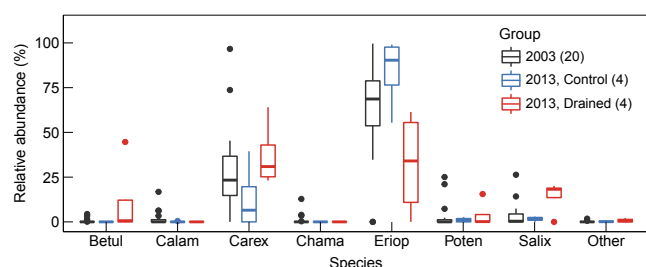 Relative abundance (%)
100
75
50
25
0
Group
2003 (20)
2013, Control (4)
2013, Drained (4)
Betul Calam Carex Chama Eriop Poten Salix Other
Species